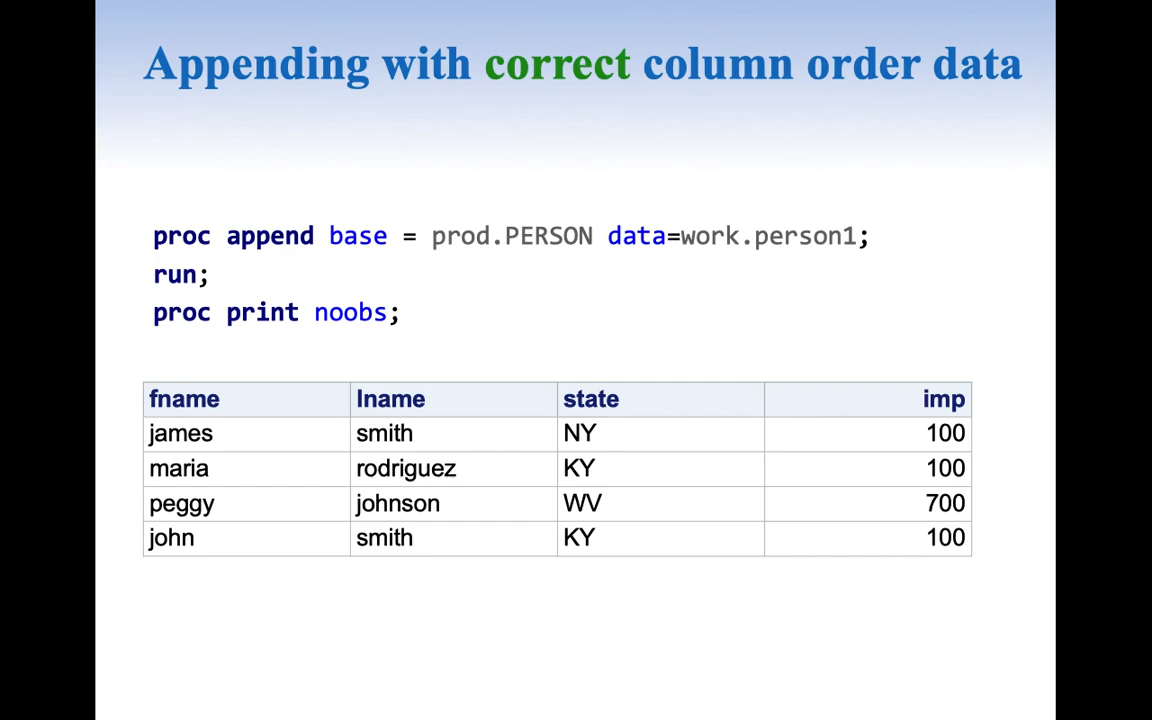 Appending with correct column order data
proc append base = prod.PERSON data=work.person1;
run;
proc print noobs;
fname lname state imp
james smith NY 100
maria rodriguez KY 100
peggy johnson WV 700
john smith KY 100